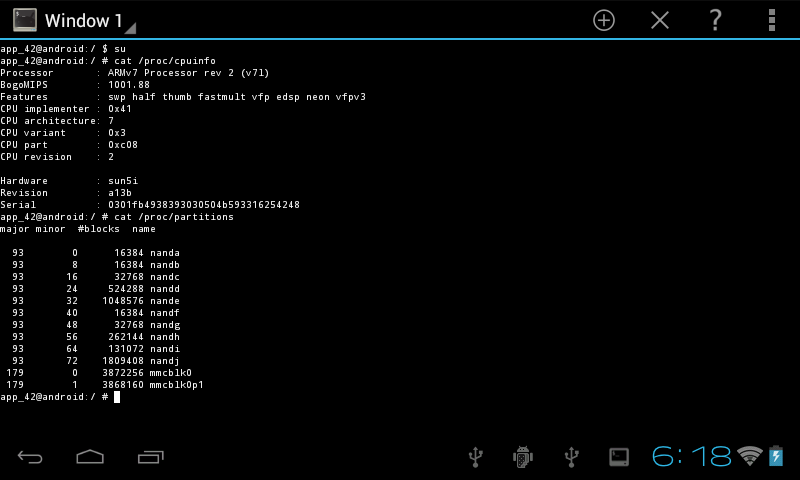 Window 1
app_42@android:/ $ su
app_42@android:/ # cat /proc/cpuinfo
Processor       : ARMv7 Processor rev 2 (v7l)
BogoMIPS        : 1001.88
Features        : swp half thumb fastmult vfp edsp neon vfpv3
CPU implementer : 0x41
CPU architecture: 7
CPU variant     : 0x3
CPU part        : 0xc08
CPU revision    : 2
Hardware        : sun5i
Revision        : a13b
Serial          : 0301fb4938393030504b593316254248
app_42@android:/ # cat /proc/partitions
major minor  #blocks  name
93        0      16384 nanda
93        8      16384 nandb
93       16      32768 nandc
93       24     524288 nandd
93       32    1048576 nande
93       40      16384 nandf
93       48      32768 nandg
93       56     262144 nandh
93       64     131072 nandi
93       72    1809408 nandj
179        0    3872256 mmcblk0
179        1    3868160 mmcblk0p1
app_42@android:/ #
6:18